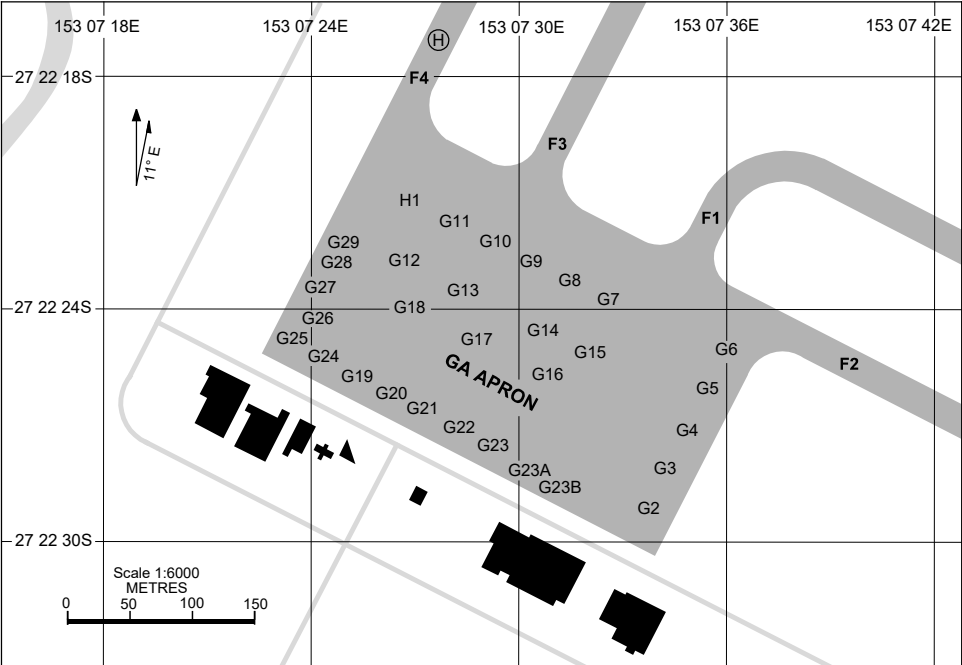 153 07 18E
153 07 24E
153 07 30E
153 07 36E
153 07 42E
H
27 22 18S
F4
11° E
F3
H1
F1
G11
G29
G10
G28
G12
G9
G8
G27
G13
G7
27 22 24S
G18
G26
G14
G25
G17
G6
G15
G24
F2
GA APRON
G19
G16
G5
G20
G21
G22
G4
G23
G23A
G3
G23B
G2
27 22 30S
Scale 1:6000
METRES
0 50 100 150